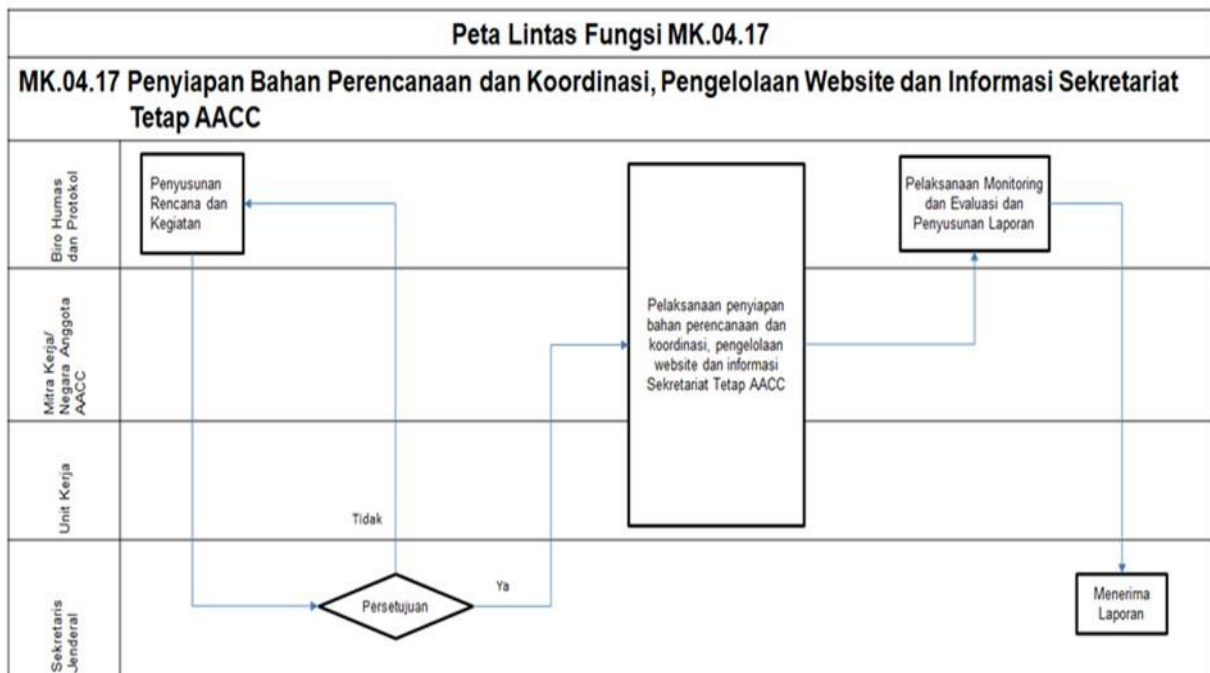 Peta Lintas Fungsi MK.04.17
MK.04.17 Penyiapan Bahan Perencanaan dan Koordinasi, Pengelolaan Website dan Informasi Sekretariat
Tetap AACC
Biro Humas
dan Protokol
Penyusunan
Rencana dan
Kegiatan
Pelaksanaan Monitoring
dan Evaluasi dan
Penyusunan Laporan
Mitra Kerja/
Negara Anggota
AACC
Pelaksanaan penyiapan
bahan perencanaan dan
koordinasi, pengelolaan
website dan informasi
Sekretariat Tetap AACC
Unit Kerja
Tidak
Sekretaris
Jenderal
Persetujuan
Ya
Menerima
Laporan